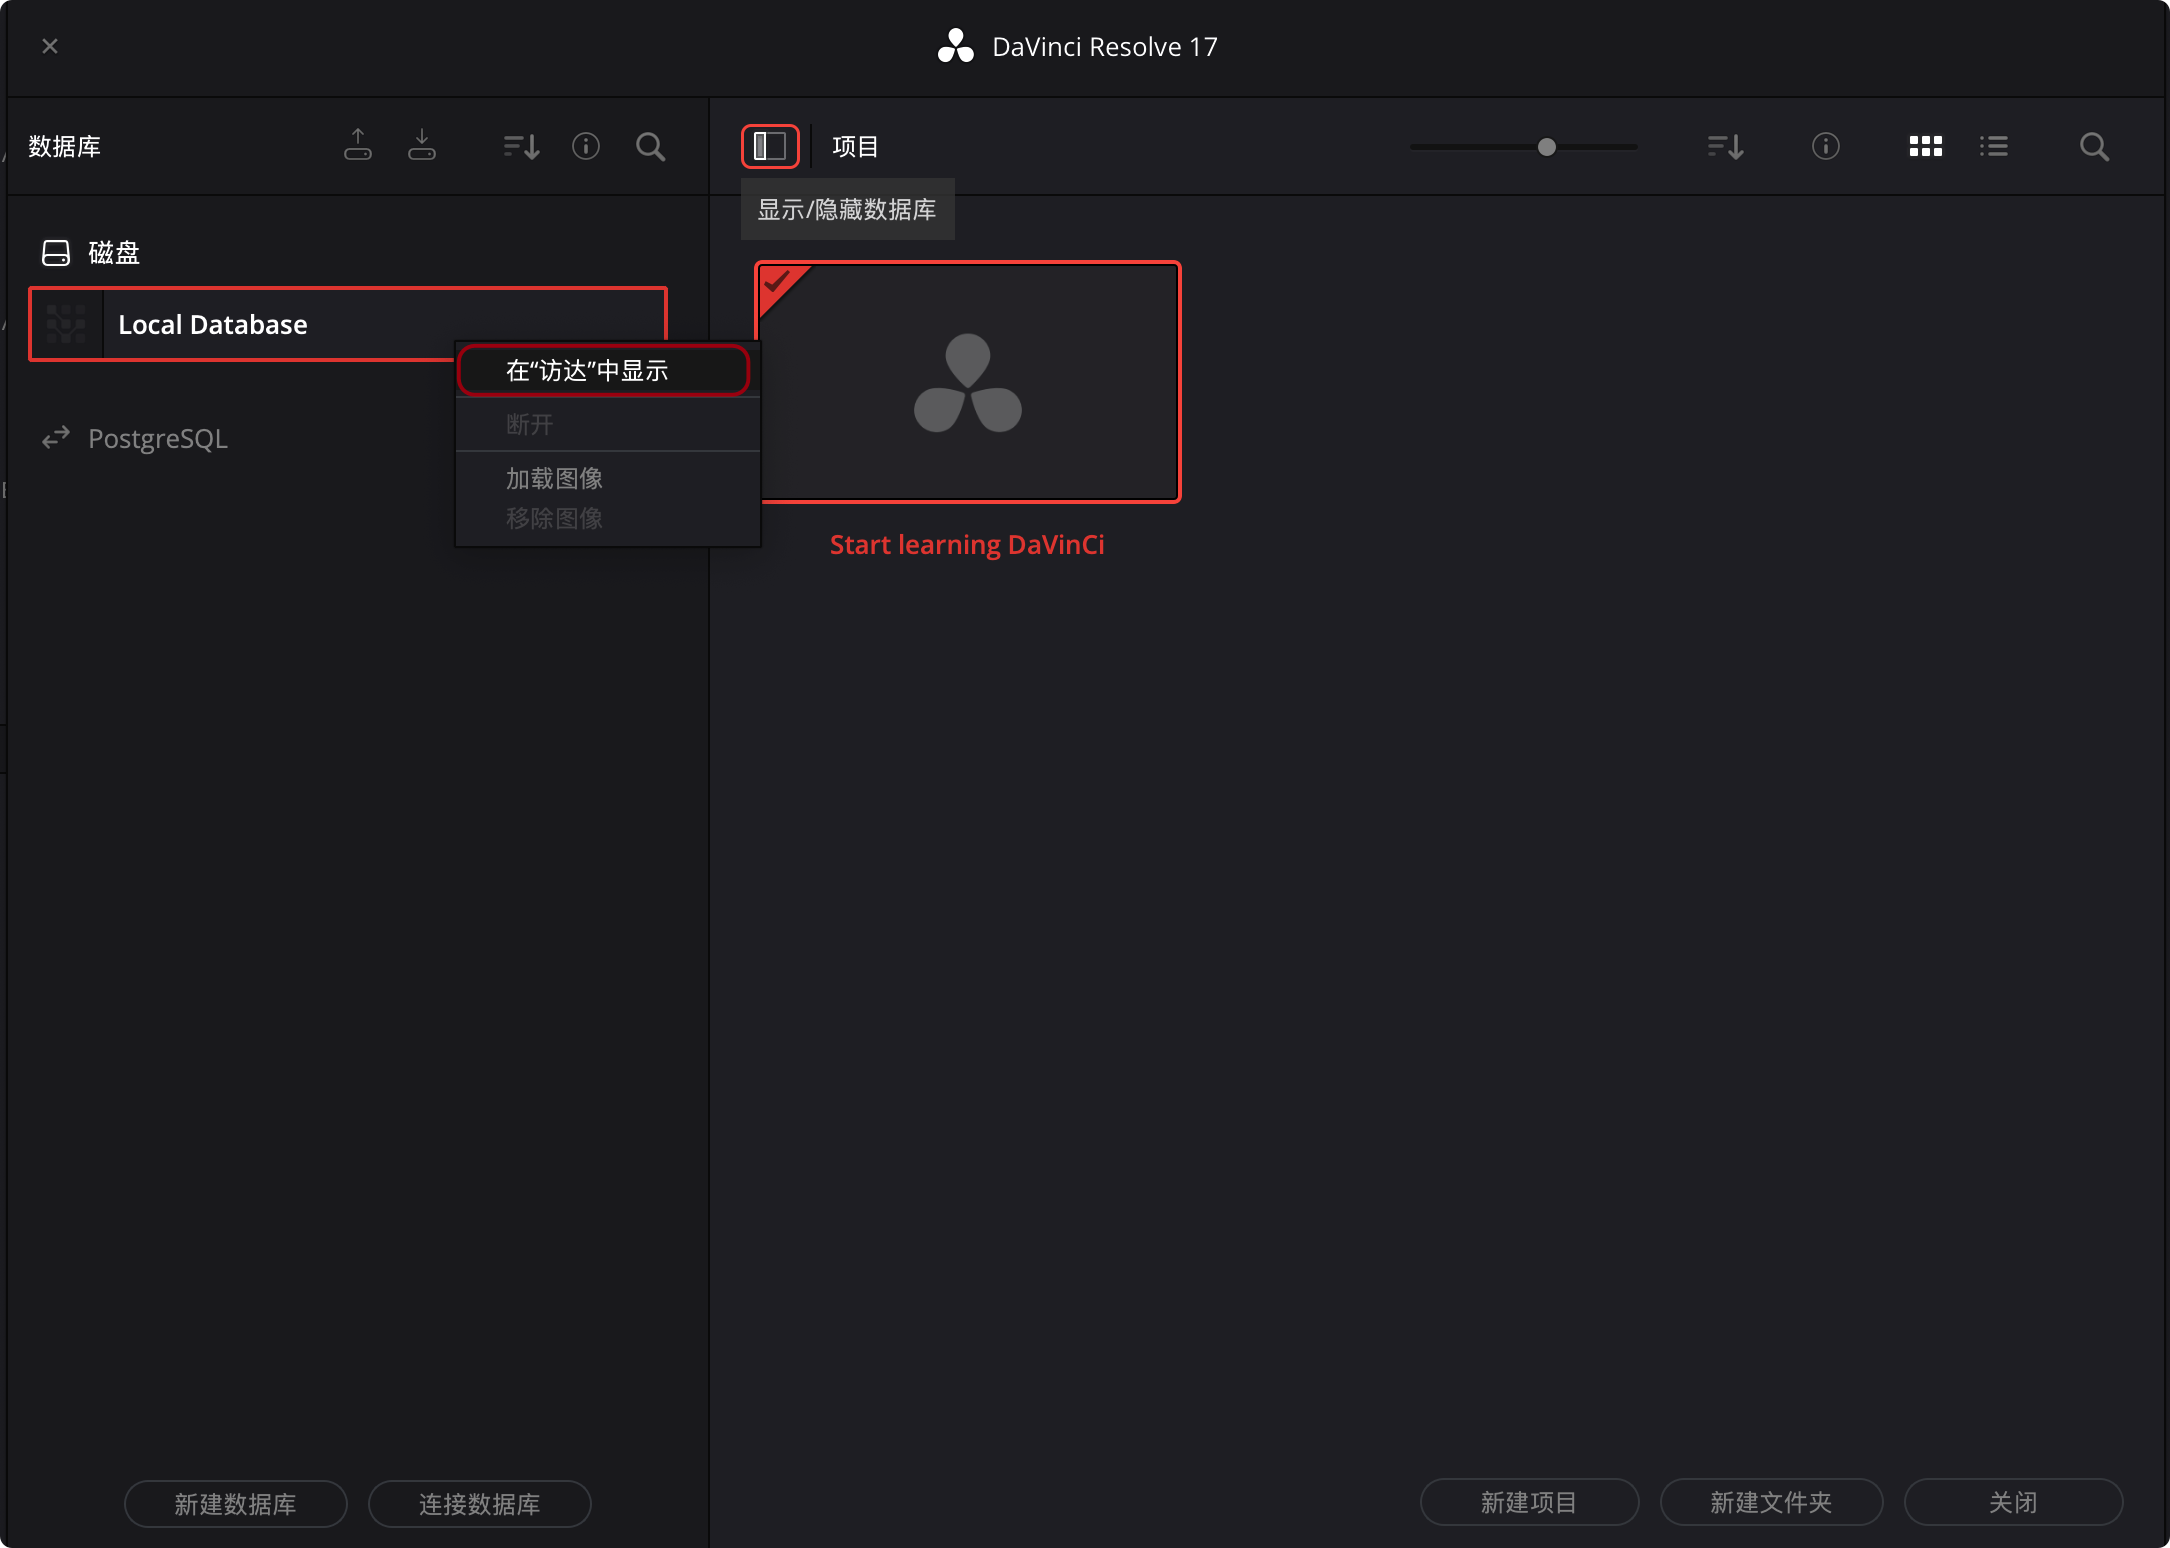 DaVinci Resolve 17
数据库
项目
显示/隐藏数据库
磁盘
Local Database
在“访达”中显示
断开
PostgreSQL
加载图像
移除图像
Start learning DaVinCi
新建数据库
连接数据库
新建项目
新建文件夹
关闭